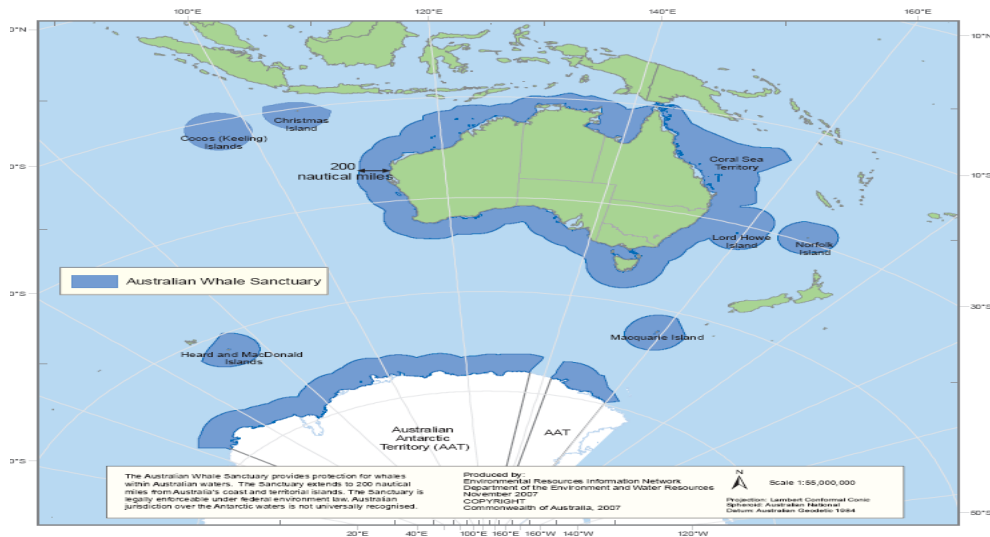 100°E
120°E
140°E
160°E
10°N
Christmas
Island
Cocos (Keeling)
Islands
200
nautical miles
Coral Sea
Territory
10°S
Lord Howe
Island
Norfolk
Island
Australian Whale Sanctuary
30°S
Macquarie Island
Heard and MacDonald
Islands
Australian
Antarctic
Territory (AAT)
AAT
The Australian Whale Sanctuary provides protection for whales
within Australian waters. The Sanctuary extends to 200 nautical
miles from Australia's coast and territorial islands. The Sanctuary is
legally enforceable under federal environment law. Australian
jurisdiction over the Antarctic waters is not universally recognised.
Produced by:
Environmental Resources Information Network
Department of the Environment and Water Resources
November 2007
COPYRIGHT
Commonwealth of Australia, 2007
N
Scale 1:55,000,000
Projection: Lambert Conformal Conic
Spheroid: Australian National
Datum: Australian Geodetic 1984
50°S
20°E
40°E
100°E
160°E
160°W
140°W
120°W